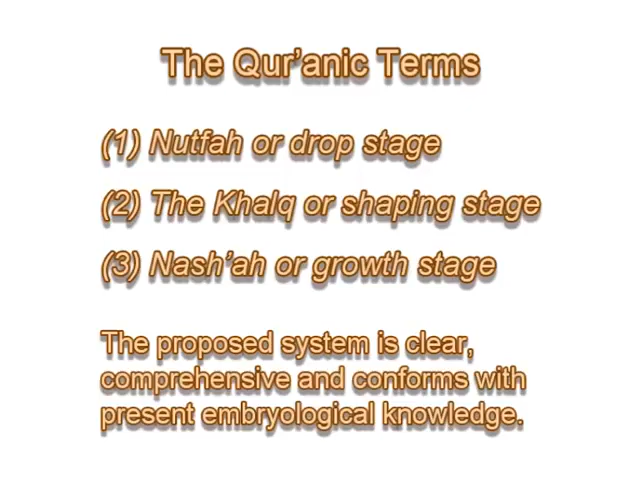 The Qur’anic Terms
(1) Nutfah or drop stage
(2) The Khalq or shaping stage
(3) Nash’ah or growth stage
The proposed system is clear,
comprehensive and conforms with
present embryological knowledge.